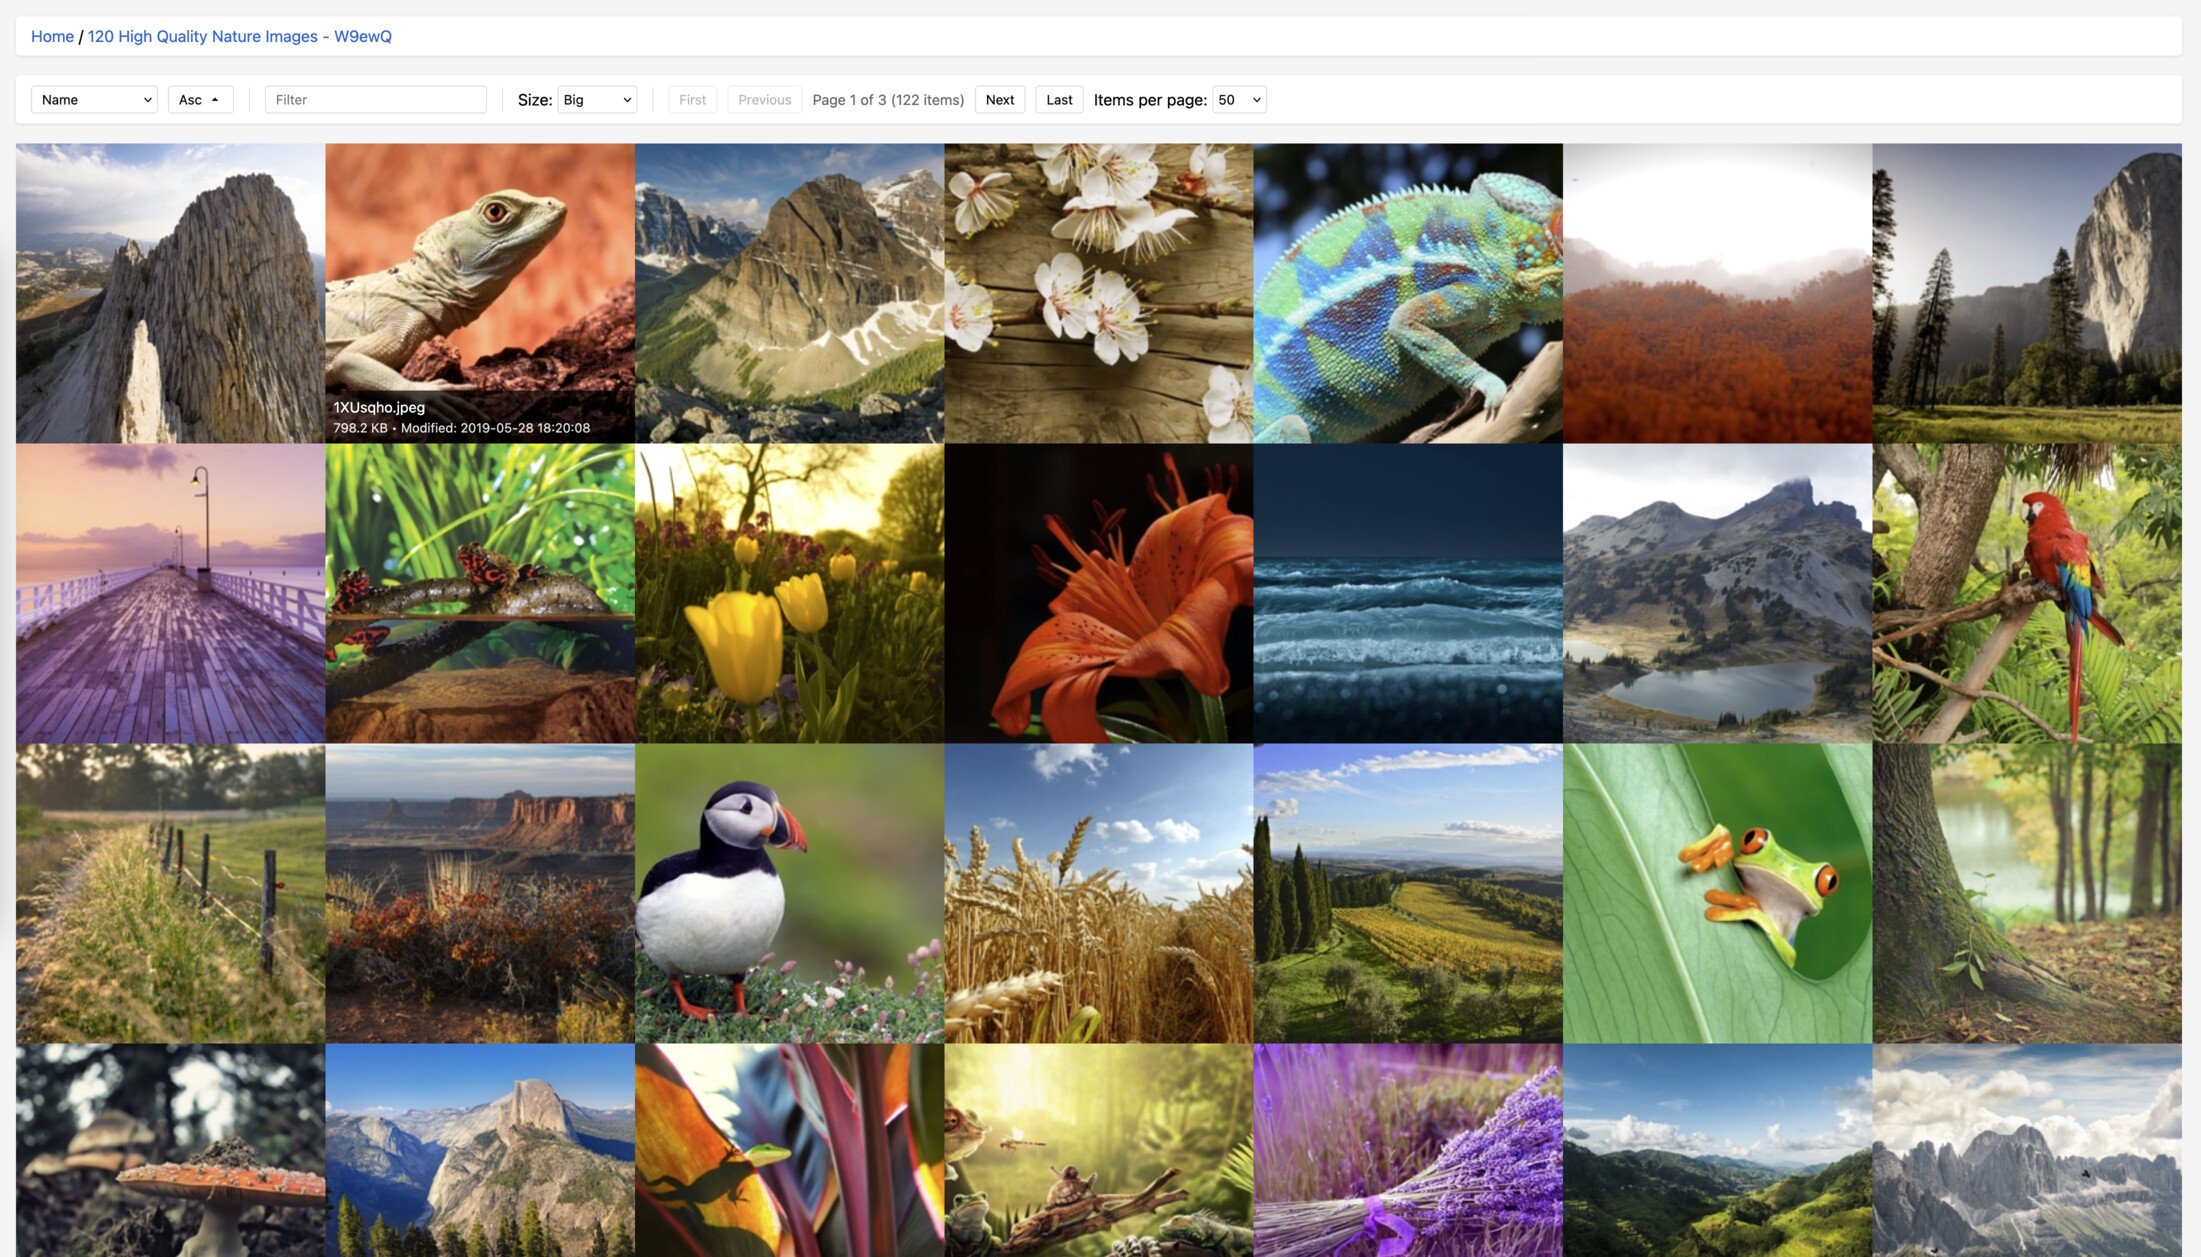 Home / 120 High Quality Nature Images - W9ewQ
Name Asc Filter Size: Big First Previous Page 1 of 3 (122 items) Next Last Items per page: 50
1XUsqho.jpeg
798.2 KB • Modified: 2019-05-28 18:20:08